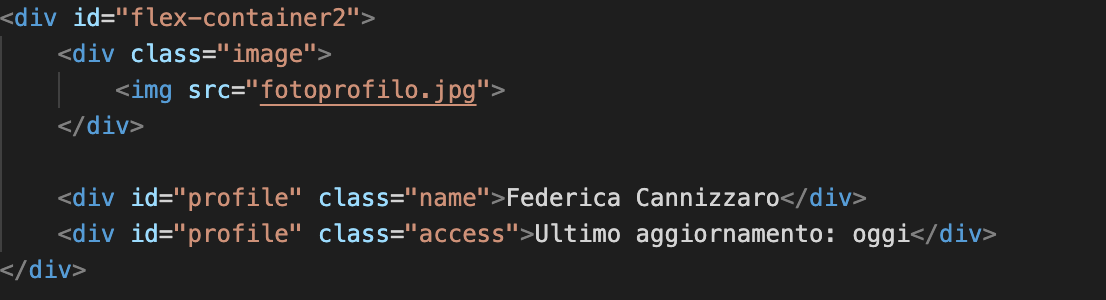 <div id="flex-container2">
<div class="image">
<img src="fotoprofilo.jpg">
</div>
<div id="profile" class="name">Federica Cannizzaro</div>
<div id="profile" class="access">Ultimo aggiornamento: oggi</div>
</div>